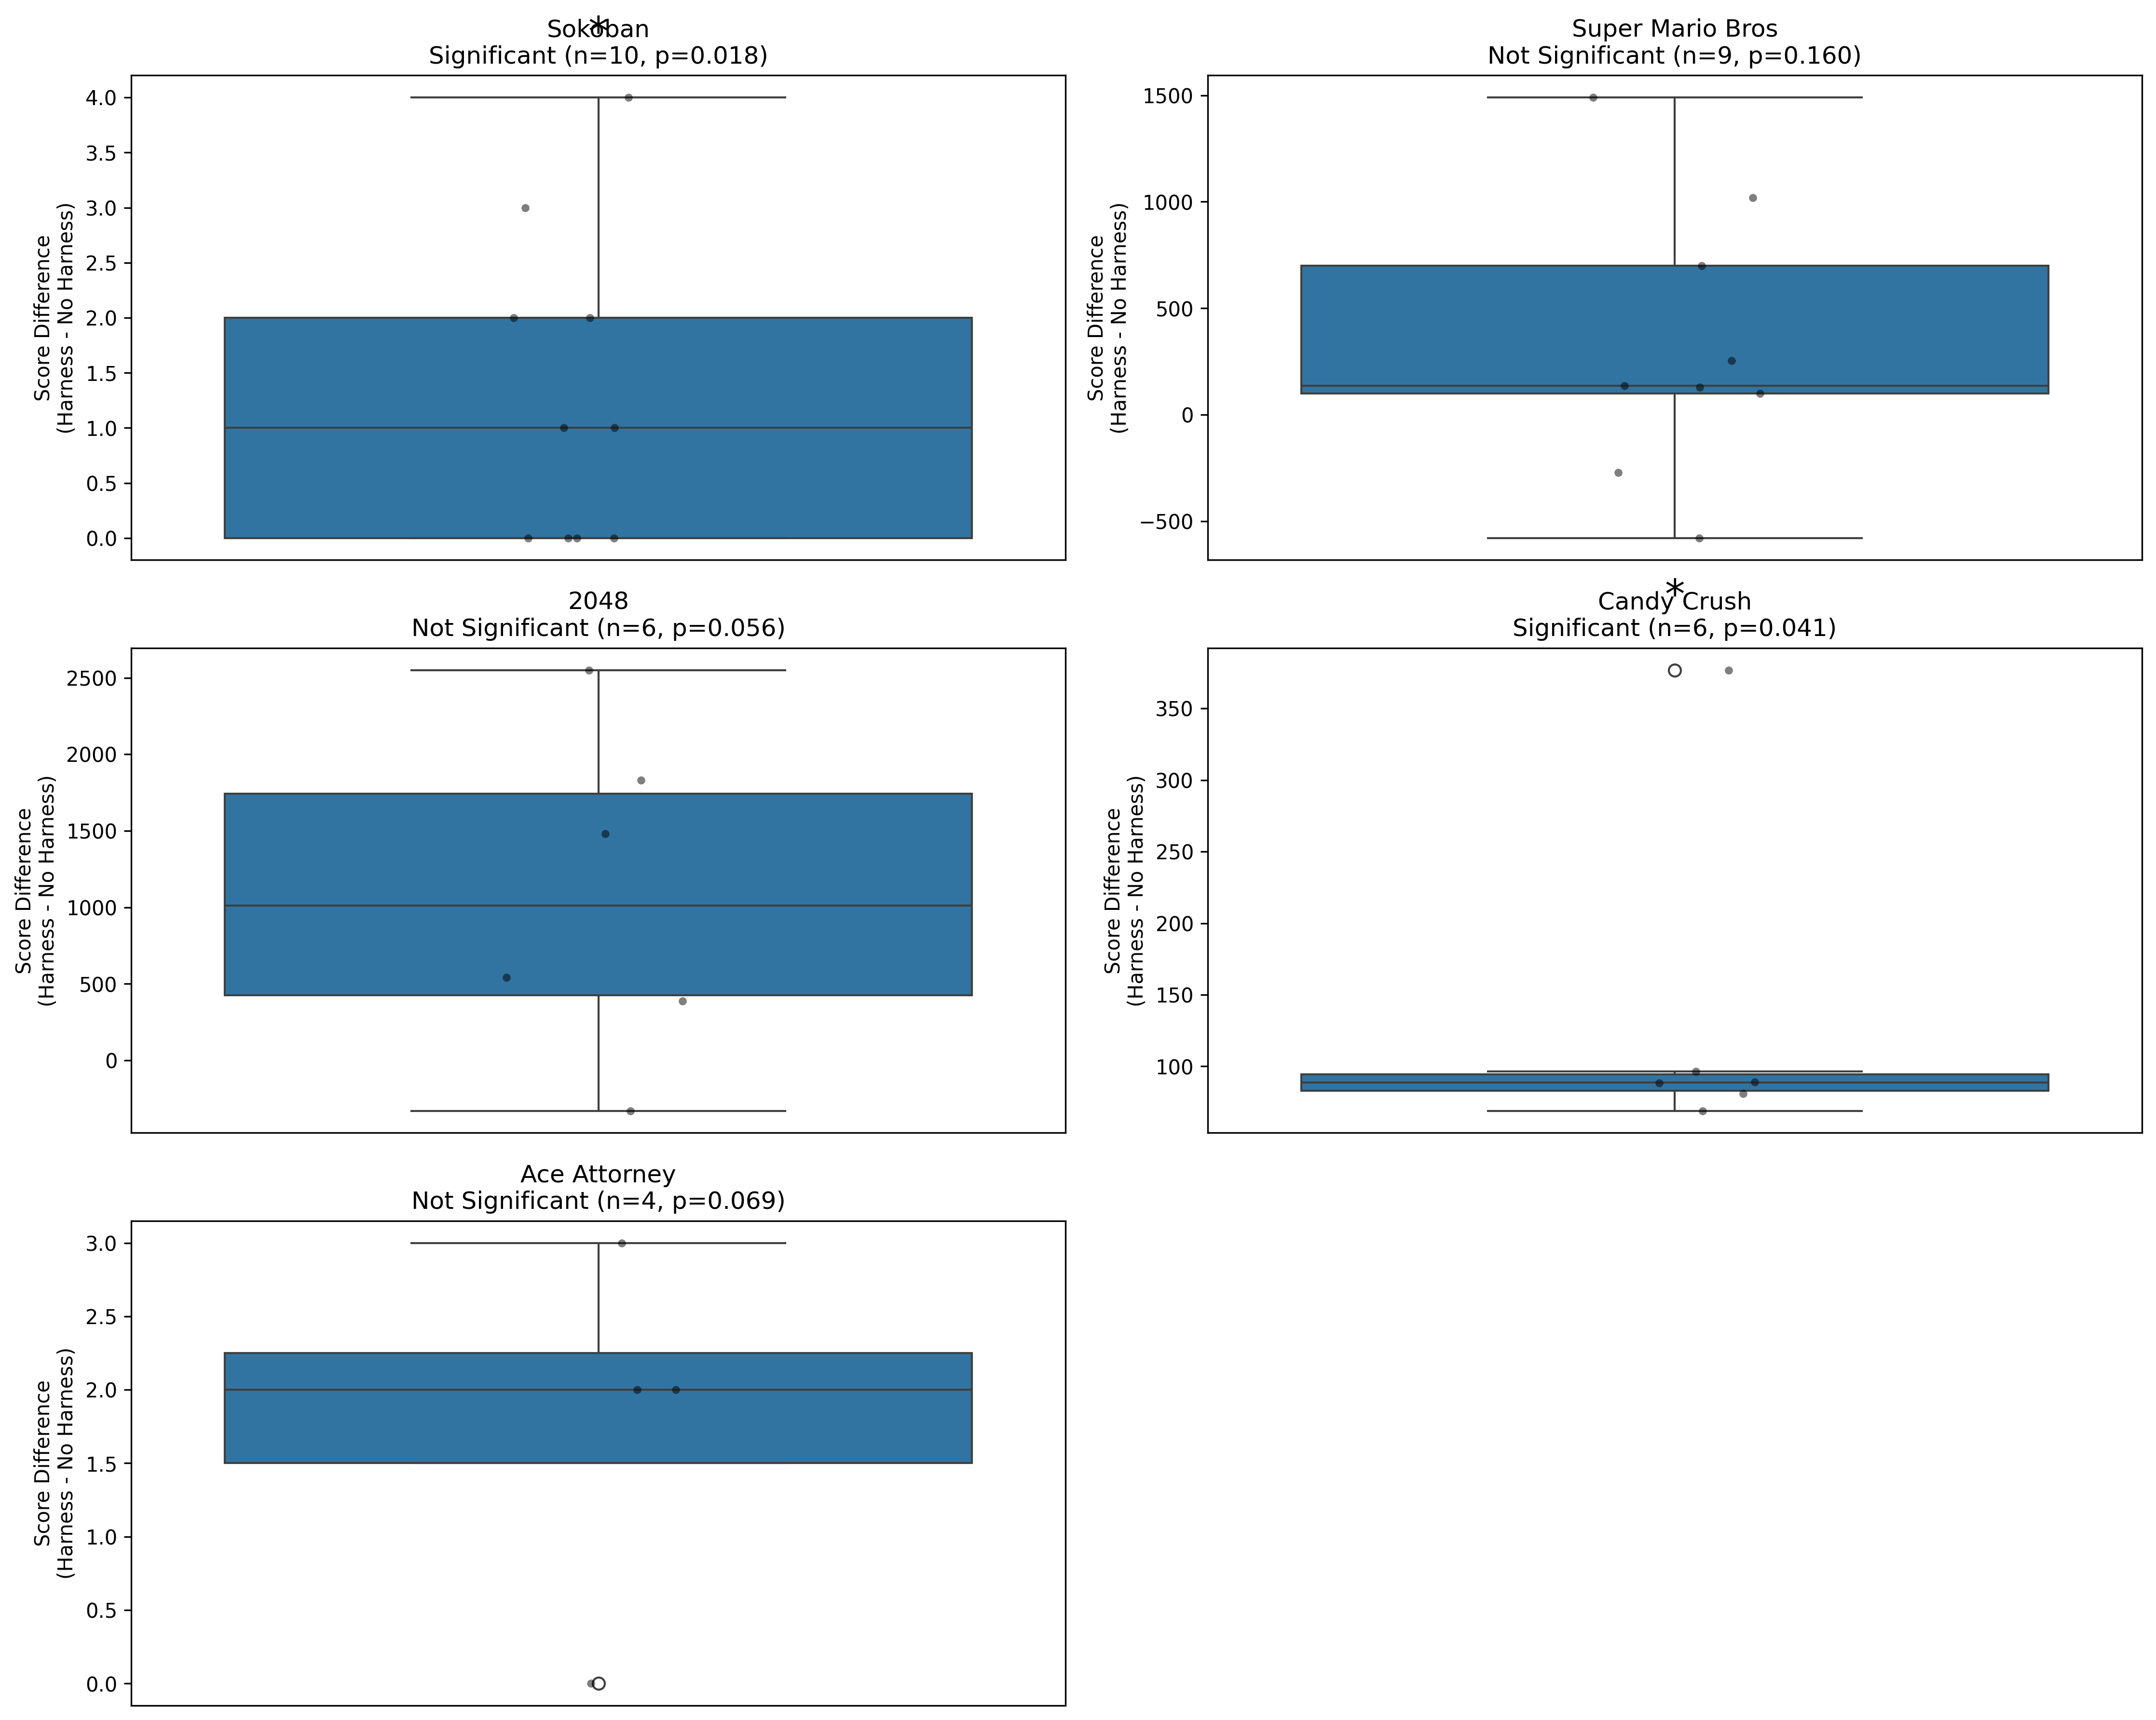 *
Sokoban
Significant (n=10, p=0.018)
4.0
3.5
3.0
2.5
2.0
1.5
1.0
0.5
0.0
Score Difference
(Harness - No Harness)
Super Mario Bros
Not Significant (n=9, p=0.160)
1500
1000
500
0
−500
Score Difference
(Harness - No Harness)
2048
Not Significant (n=6, p=0.056)
2500
2000
1500
1000
500
0
Score Difference
(Harness - No Harness)
*
Candy Crush
Significant (n=6, p=0.041)
350
300
250
200
150
100
Score Difference
(Harness - No Harness)
Ace Attorney
Not Significant (n=4, p=0.069)
3.0
2.5
2.0
1.5
1.0
0.5
0.0
Score Difference
(Harness - No Harness)